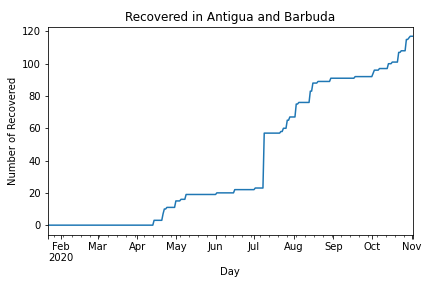 Recovered in Antigua and Barbuda
Number of Recovered
120
100
80
60
40
20
0
Feb Mar Apr May Jun Jul Aug Sep Oct Nov
2020
Day